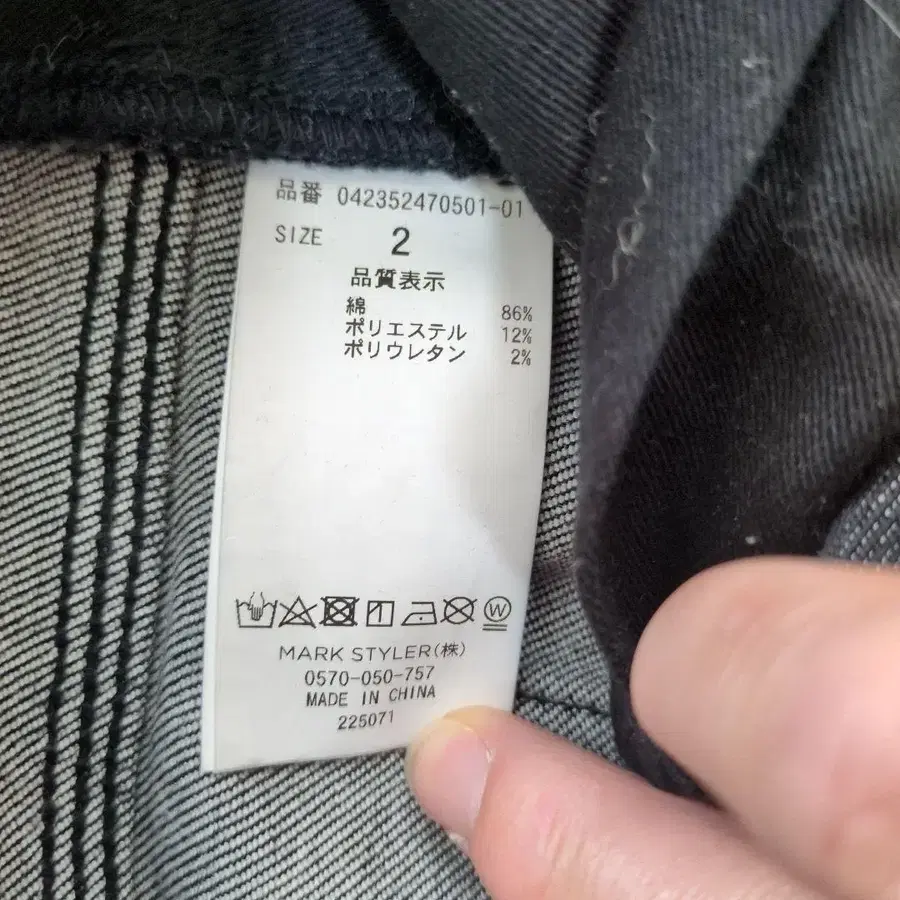 品番 042352470501-01
SIZE 2
品質表示
綿 86%
ポリエステル 12%
ポリウレタン 2%
W
MARK STYLER(株)
0570-050-757
MADE IN CHINA
225071